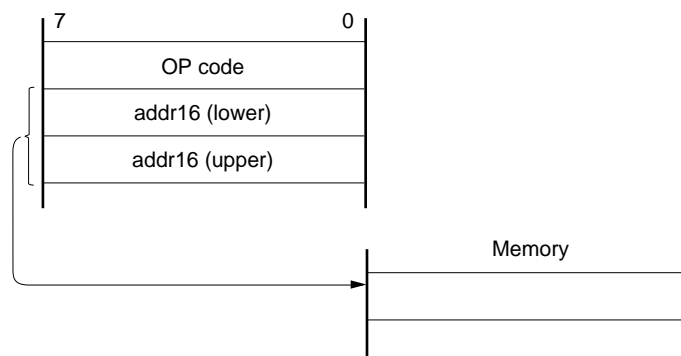 7 0
OP code
addr16 (lower)
addr16 (upper)
Memory